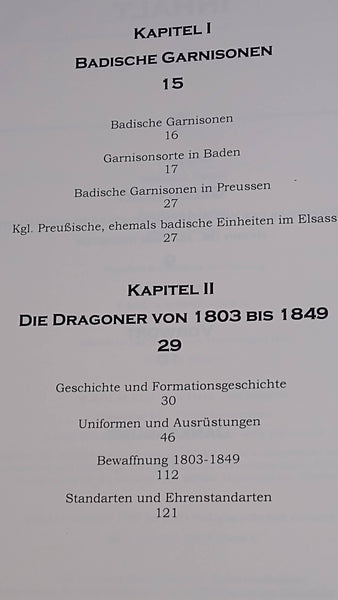 KAPITEL I
BADISCHE GARNISONEN
15
Badische Garnisonen
16
Garnisonsorte in Baden
17
Badische Garnisonen in Preussen
27
Kgl. Preußische, ehemals badische Einheiten im Elsass
27
KAPITEL II
DIE DRAGONER VON 1803 BIS 1849
29
Geschichte und Formationsgeschichte
30
Uniformen und Ausrüstungen
46
Bewaffnung 1803-1849
112
Standarten und Ehrenstandarten
121